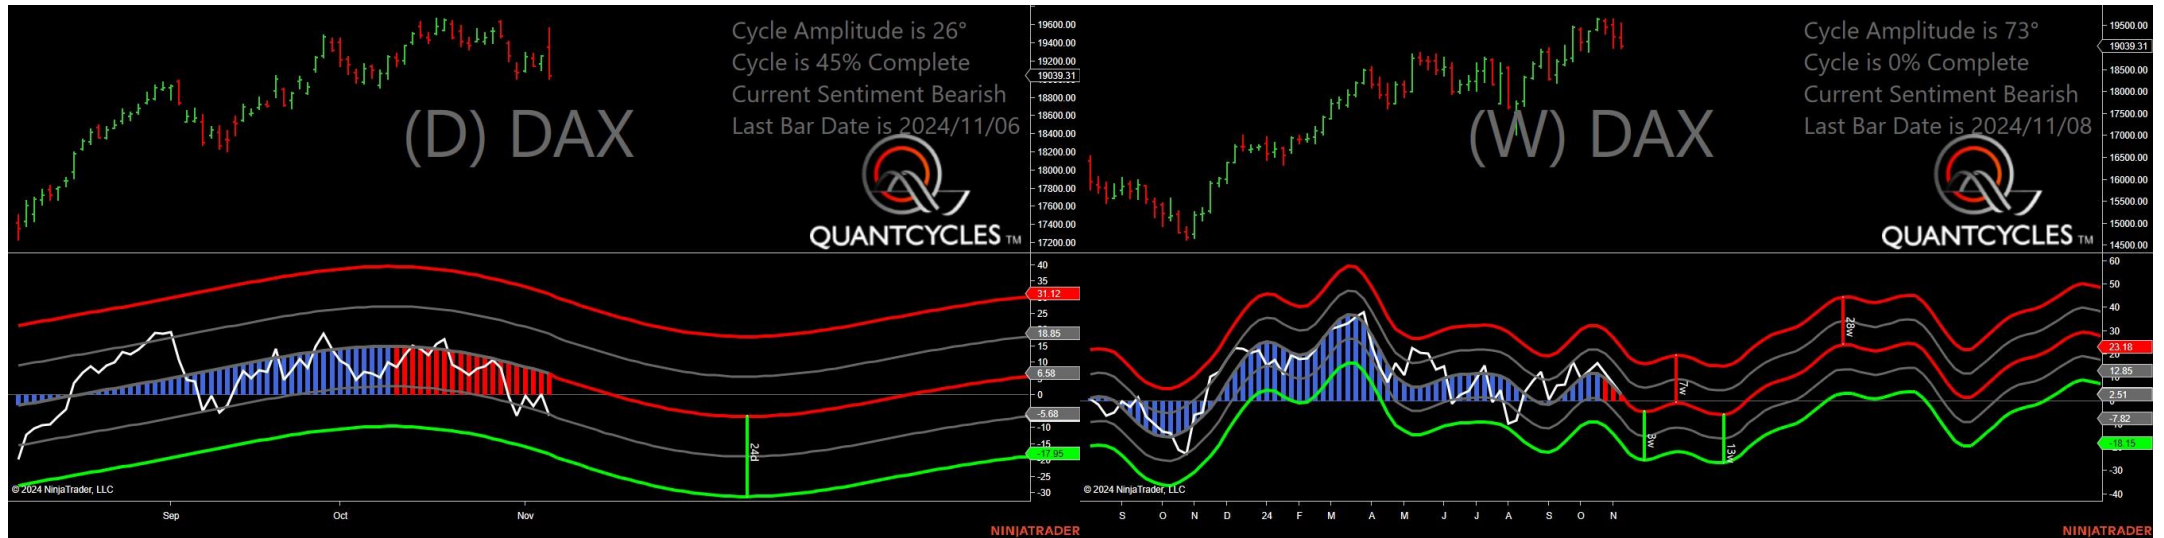 Cycle Amplitude is 26°
Cycle is 45% Complete
Current Sentiment Bearish
Last Bar Date is 2024/11/06
(D) DAX
QUANTCYCLES TM
19600.00
19400.00
19200.00
19039.31
18800.00
18600.00
18400.00
18200.00
18000.00
17800.00
17600.00
17400.00
17200.00
40
35
31.12
25
18.85
15
10
6.58
0
-5.68
-10
-15
-17.95
-25
-30
24d
© 2024 NinjaTrader, LLC
Sep Oct Nov
NINJATRADER
Cycle Amplitude is 73°
Cycle is 0% Complete
Current Sentiment Bearish
Last Bar Date is 2024/11/08
(W) DAX
QUANTCYCLES TM
19500.00
19039.31
18500.00
18000.00
17500.00
17000.00
16500.00
16000.00
15500.00
15000.00
14500.00
60
50
40
30
23.18
12.85
2.51
-7.82
-18.15
-30
-40
28w
7w
13w
© 2024 NinjaTrader, LLC
S O N D 24 F M A M J J A S O N
NINJATRADER